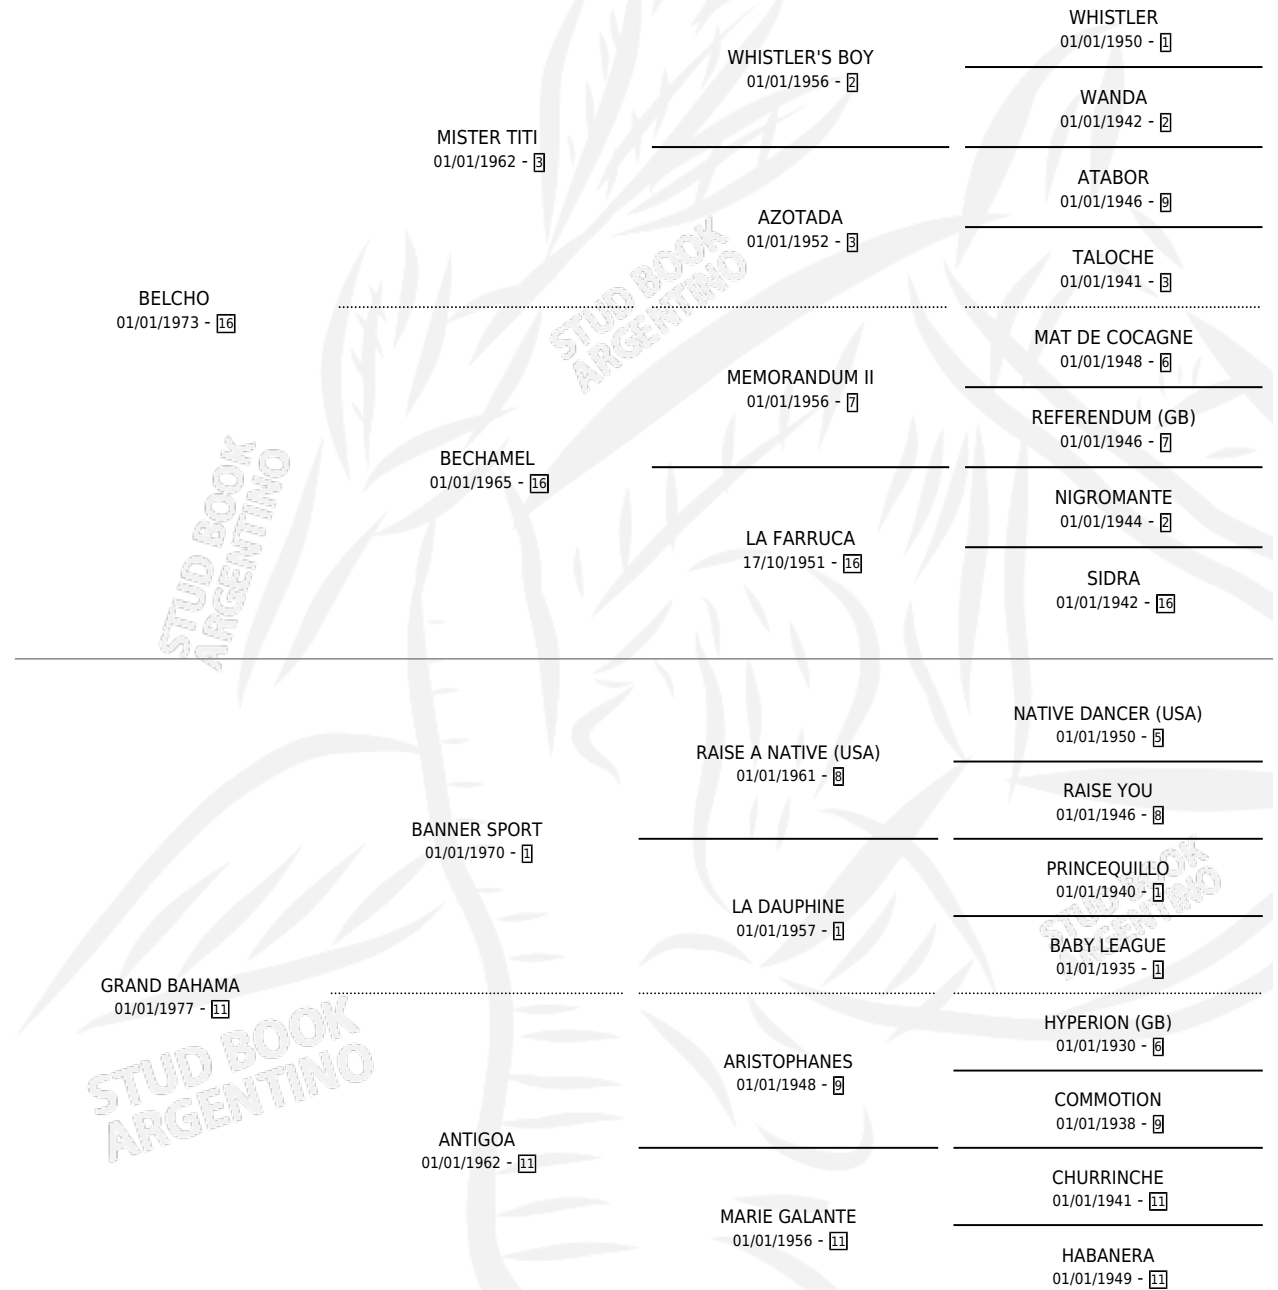 WHISTLER
01/01/1950 - 1
WHISTLER'S BOY
01/01/1956 - 2
WANDA
01/01/1942 - 2
MISTER TITI
01/01/1962 - 3
ATABOR
01/01/1946 - 9
AZOTADA
01/01/1952 - 3
TALOCHE
01/01/1941 - 3
BELCHO
01/01/1973 - 16
MAT DE COCAGNE
01/01/1948 - 6
MEMORANDUM II
01/01/1956 - 7
REFERENDUM (GB)
01/01/1946 - 7
BECHAMEL
01/01/1965 - 16
NIGROMANTE
01/01/1944 - 2
LA FARRUCA
17/10/1951 - 16
SIDRA
01/01/1942 - 16
STUD BOOK
ARGENTINO
STUD BOOK
ARGENTINO
NATIVE DANCER (USA)
01/01/1950 - 5
RAISE A NATIVE (USA)
01/01/1961 - 8
RAISE YOU
01/01/1946 - 8
BANNER SPORT
01/01/1970 - 1
PRINCEQUILLO
01/01/1940 - 1
LA DAUPHINE
01/01/1957 - 1
BABY LEAGUE
01/01/1935 - 1
GRAND BAHAMA
01/01/1977 - 11
HYPERION (GB)
01/01/1930 - 6
ARISTOPHANES
01/01/1948 - 9
COMMOTION
01/01/1938 - 9
ANTIGOA
01/01/1962 - 11
CHURRINCHE
01/01/1941 - 11
MARIE GALANTE
01/01/1956 - 11
HABANERA
01/01/1949 - 11
STUD BOOK
ARGENTINO
STUD BOOK
ARGENTINO